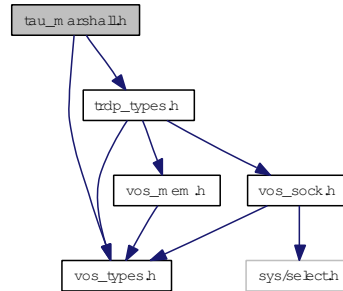 tau_marshall.h
trdp_types.h
vos_mem.h
vos_sock.h
vos_types.h
sys/select.h